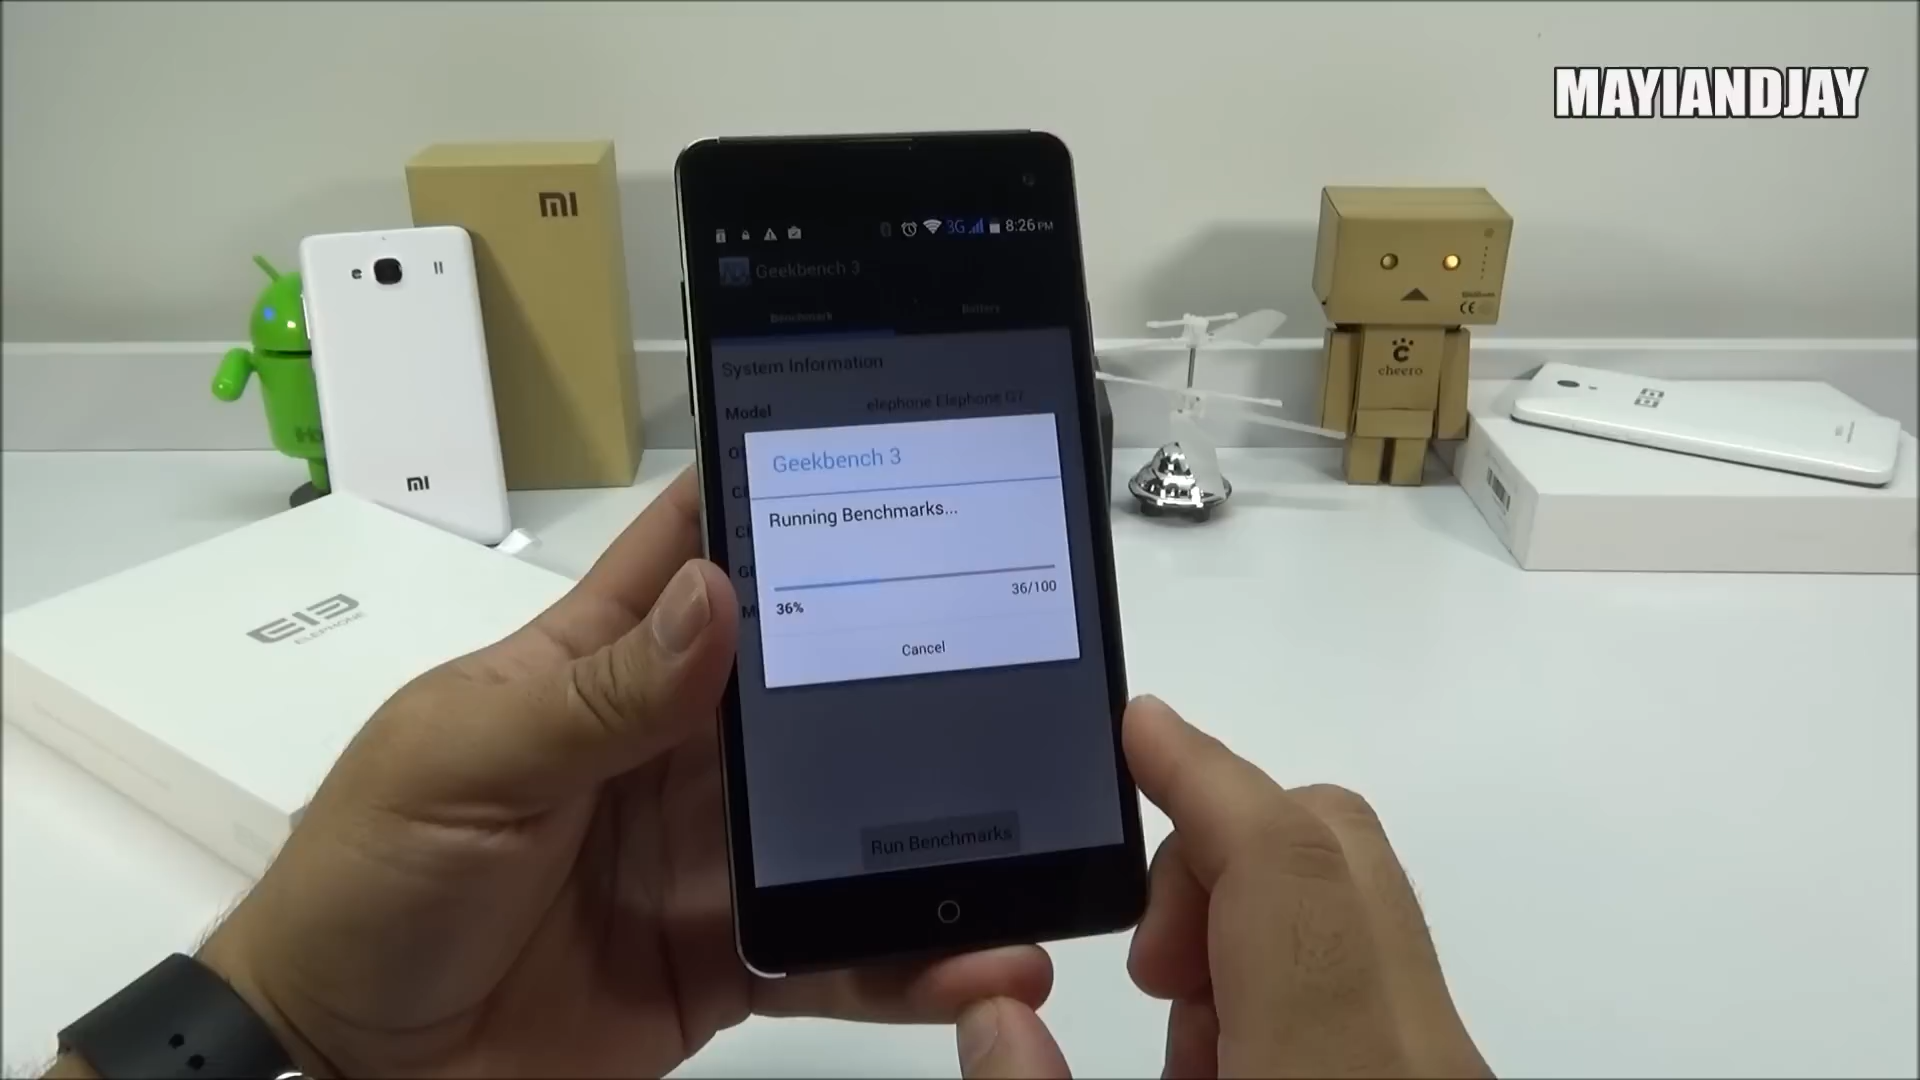 MAYIANDJAY
mi
mi
3G 8:26 PM
Geekbench 3
Benchmark
Battery
System Information
Model
elephone Elephone G7
Geekbench 3
Running Benchmarks...
36%
36/100
Cancel
Run Benchmarks
ELEPHONE
CE
cheero